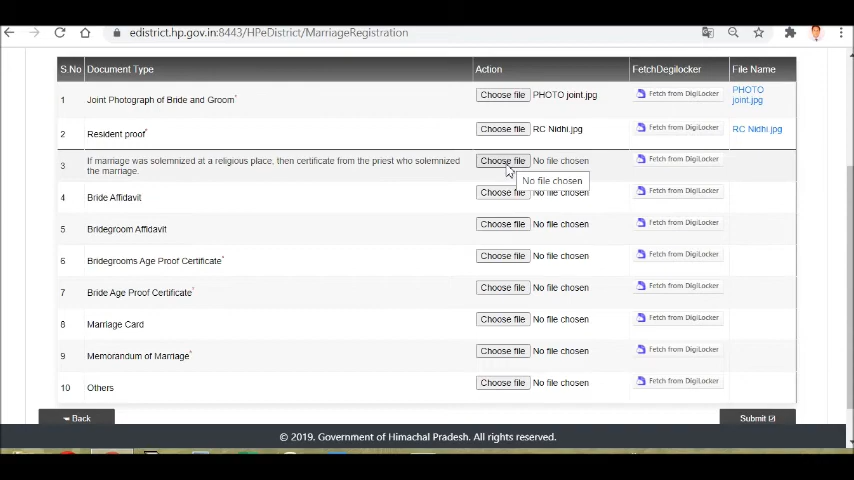 edistrict.hp.gov.in:8443/HPeDistrict/MarriageRegistration
S.No Document Type Action FetchDegilocker File Name
1 Joint Photograph of Bride and Groom* Choose file PHOTO joint.jpg Fetch from DigiLocker PHOTO
joint.jpg
2 Resident proof* Choose file RC Nidhi.jpg Fetch from DigiLocker RC Nidhi.jpg
3 If marriage was solemnized at a religious place, then certificate from the priest who solemnized Choose file No file chosen Fetch from DigiLocker
the marriage.
No file chosen
4 Bride Affidavit Choose file No file chosen Fetch from DigiLocker
5 Bridegroom Affidavit Choose file No file chosen Fetch from DigiLocker
6 Bridegrooms Age Proof Certificate* Choose file No file chosen Fetch from DigiLocker
7 Bride Age Proof Certificate* Choose file No file chosen Fetch from DigiLocker
8 Marriage Card Choose file No file chosen Fetch from DigiLocker
9 Memorandum of Marriage* Choose file No file chosen Fetch from DigiLocker
10 Others Choose file No file chosen Fetch from DigiLocker
Back Submit
© 2019. Government of Himachal Pradesh. All rights reserved.